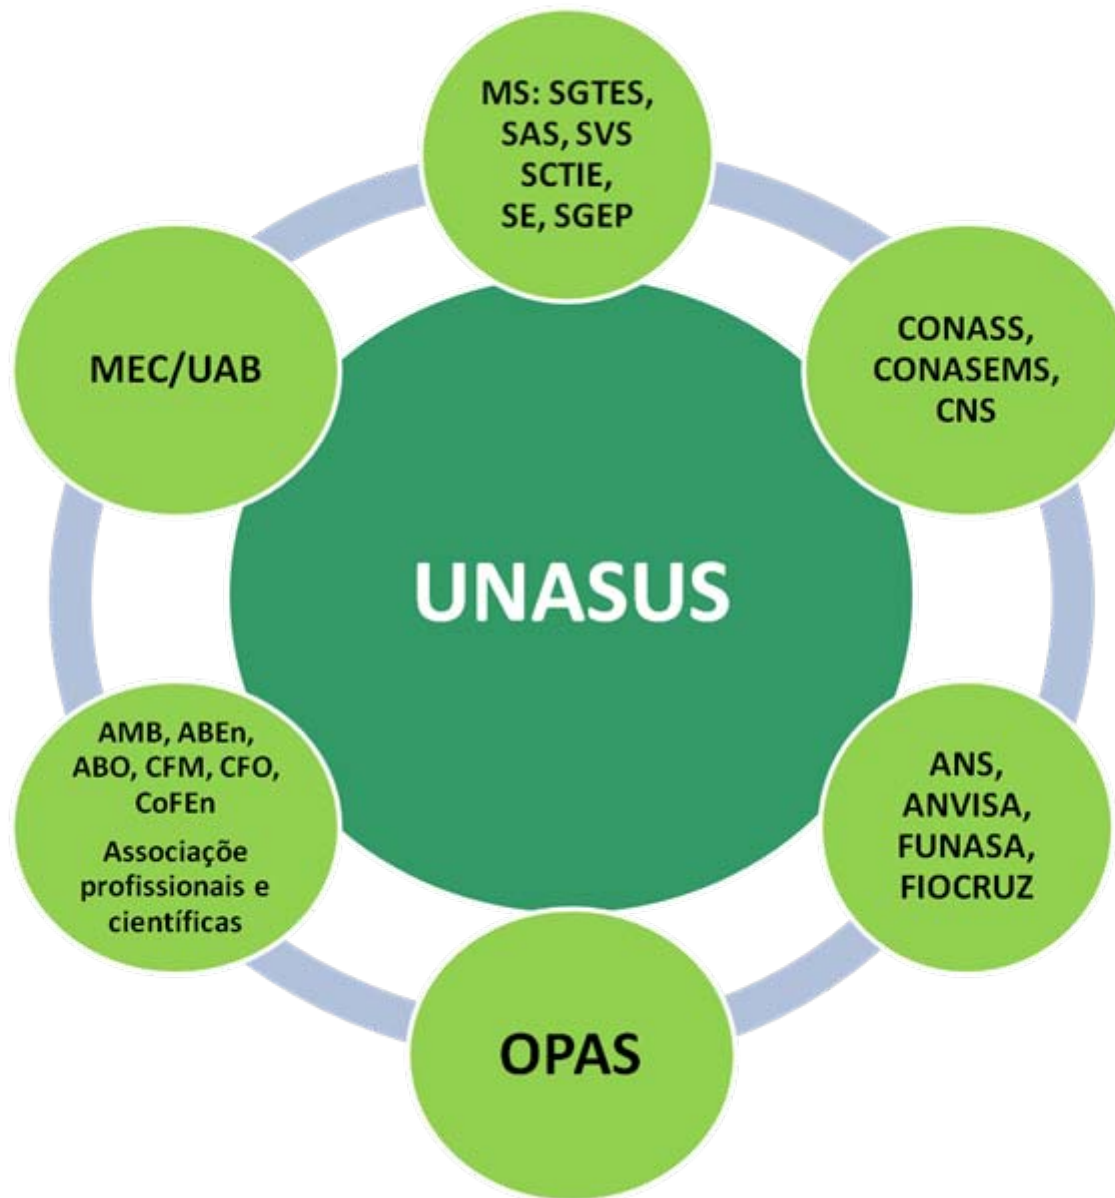 MS: SGTES,
SAS, SVS
SCTIE,
SE, SGEP
MEC/UAB
CONASS,
CONASEMS,
CNS
UNASUS
AMB, ABEn,
ABO, CFM, CFO,
CoFEn
Associaçõe
profissionais e
científicas
ANS,
ANVISA,
FUNASA,
FIOCRUZ
OPAS